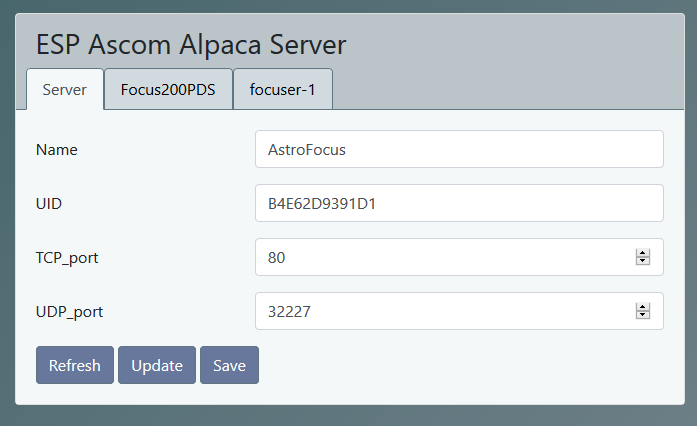 ESP Ascom Alpaca Server
Server Focus200PDS focuser-1
Name AstroFocus
UID B4E62D9391D1
TCP_port 80
UDP_port 32227
Refresh Update Save